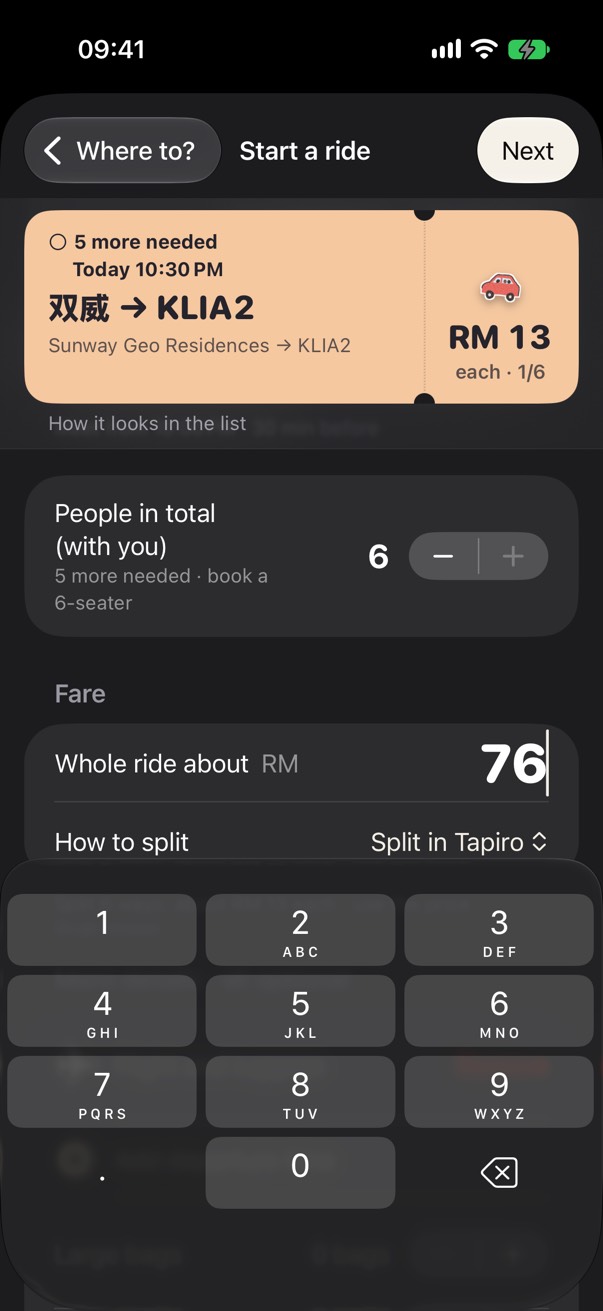 09:41
Where to?
Start a ride
Next
5 more needed
Today 10:30 PM
双威 → KLIA2
Sunway Geo Residences → KLIA2
RM 13
each · 1/6
How it looks in the list
People in total
(with you)
5 more needed · book a
6-seater
6
Fare
Whole ride about RM
76
How to split
Split in Tapiro
1
2
ABC
3
DEF
4
GHI
5
JKL
6
MNO
7
PQRS
8
TUV
9
WXYZ
.
0